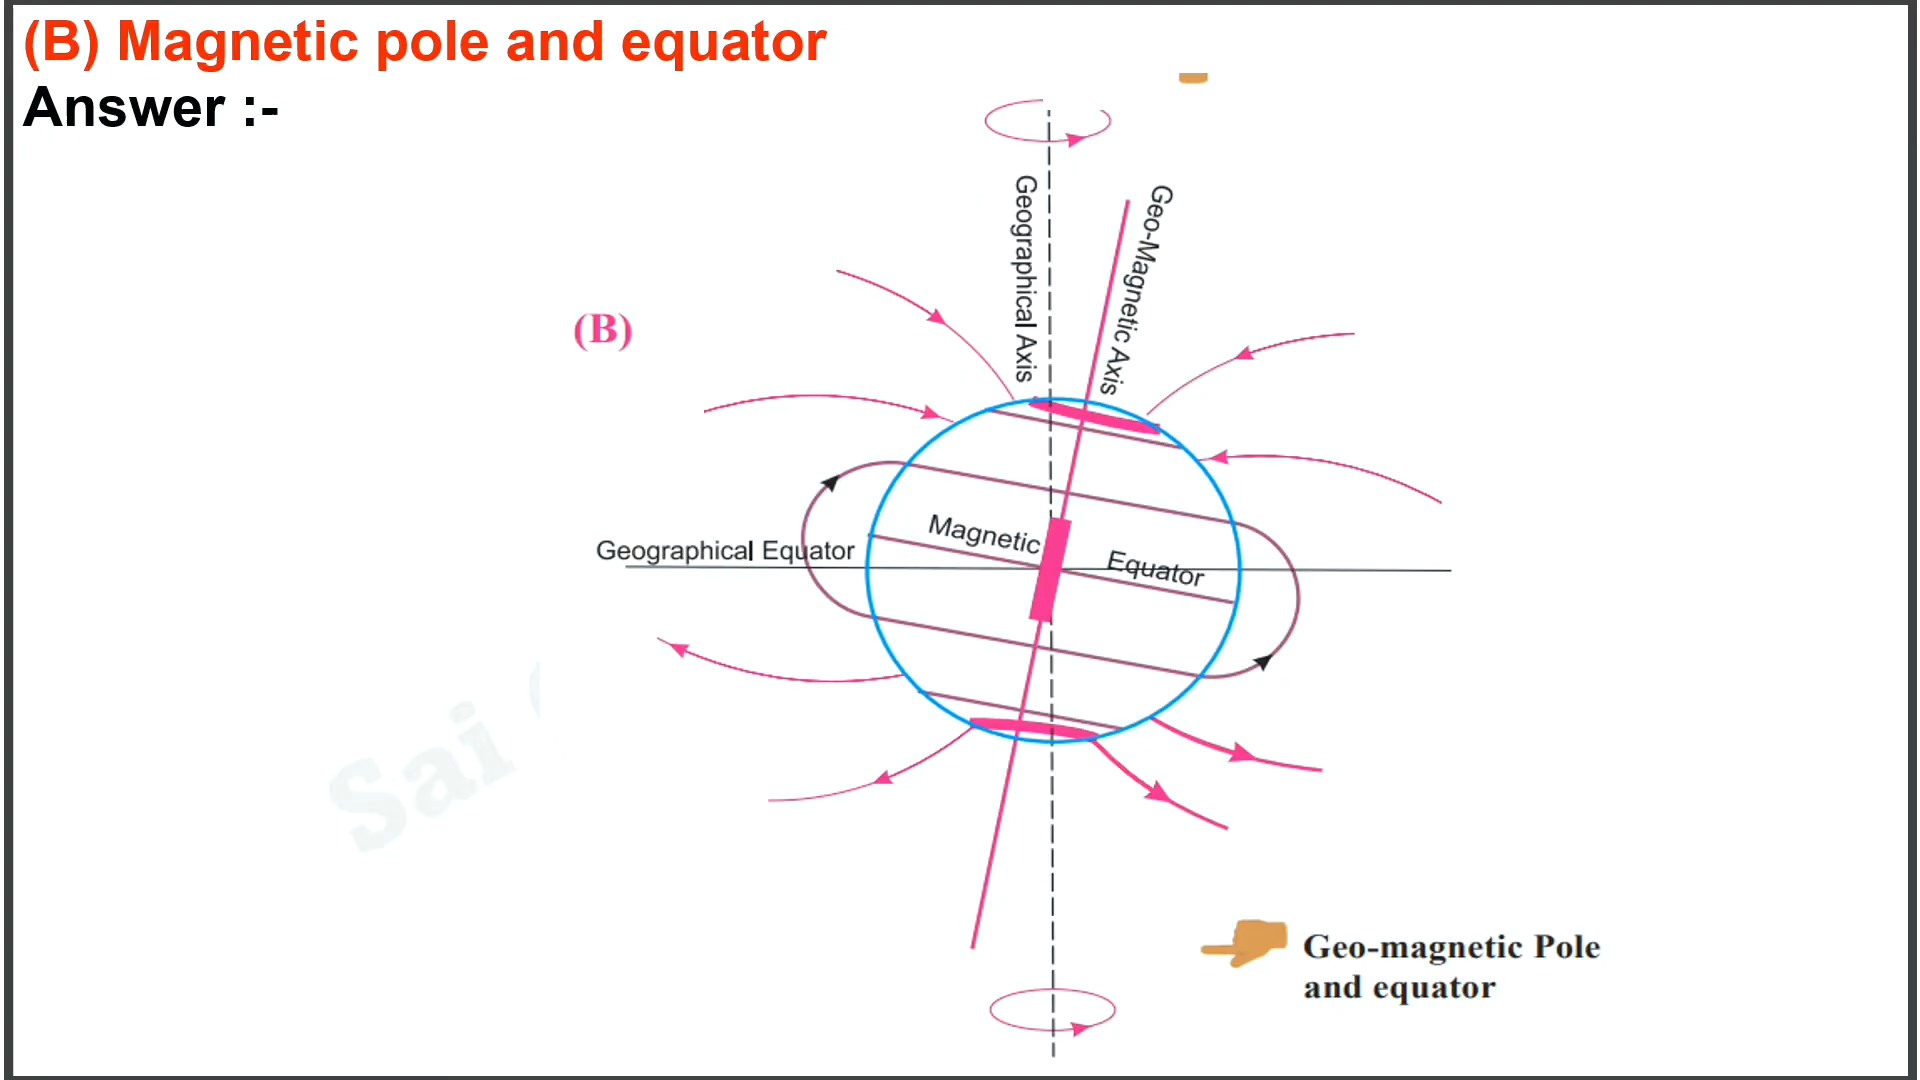 (B) Magnetic pole and equator
Answer :-
Geographical Axis
Geo-Magnetic Axis
(B)
Magnetic
Geographical Equator
Equator
Sai
Geo-magnetic Pole
and equator